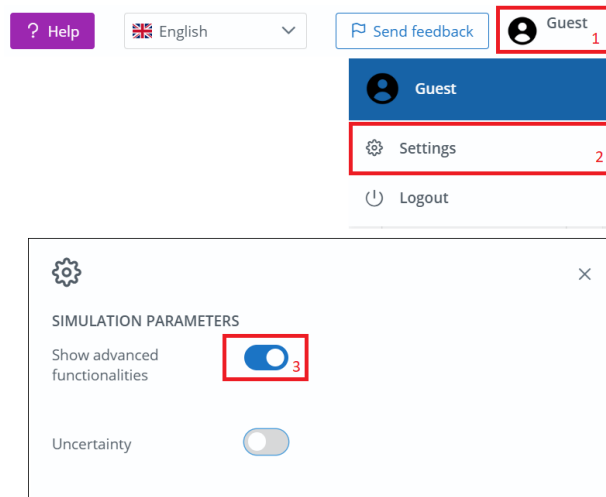 ? Help
English
Send feedback
Guest
1
Guest
Settings
2
Logout
SIMULATION PARAMETERS
Show advanced
functionalities
3
Uncertainty